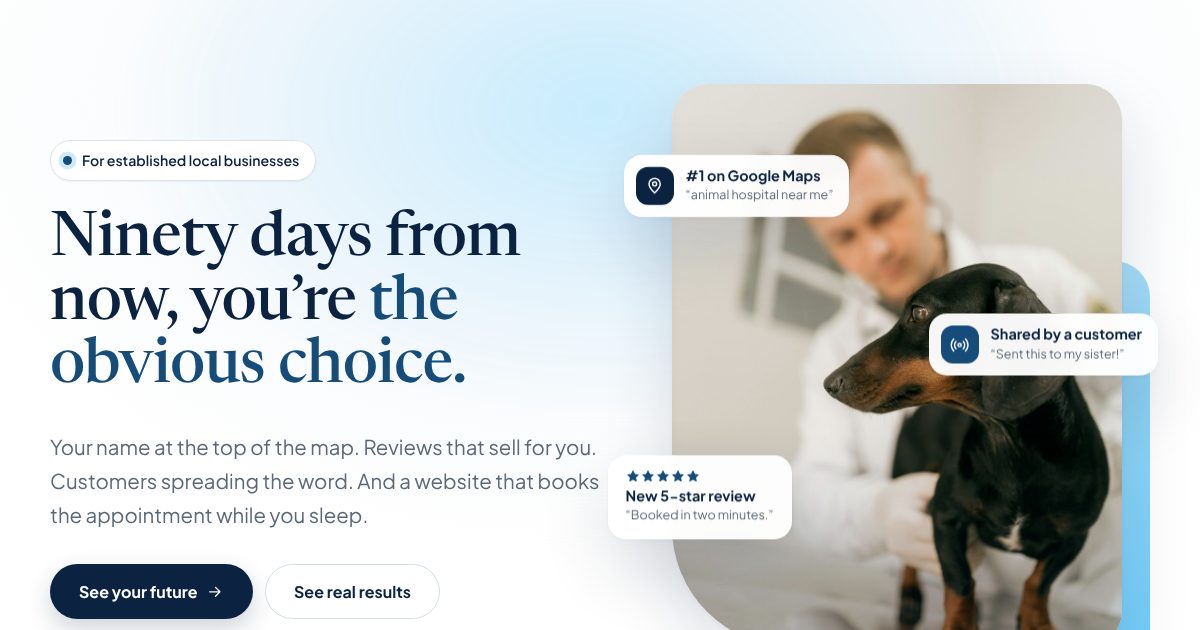 For established local businesses
Ninety days from
now, you’re the
obvious choice.
Your name at the top of the map. Reviews that sell for you.
Customers spreading the word. And a website that books
the appointment while you sleep.
See your future →
See real results
#1 on Google Maps
“animal hospital near me”
Shared by a customer
“Sent this to my sister!”
New 5-star review
“Booked in two minutes.”